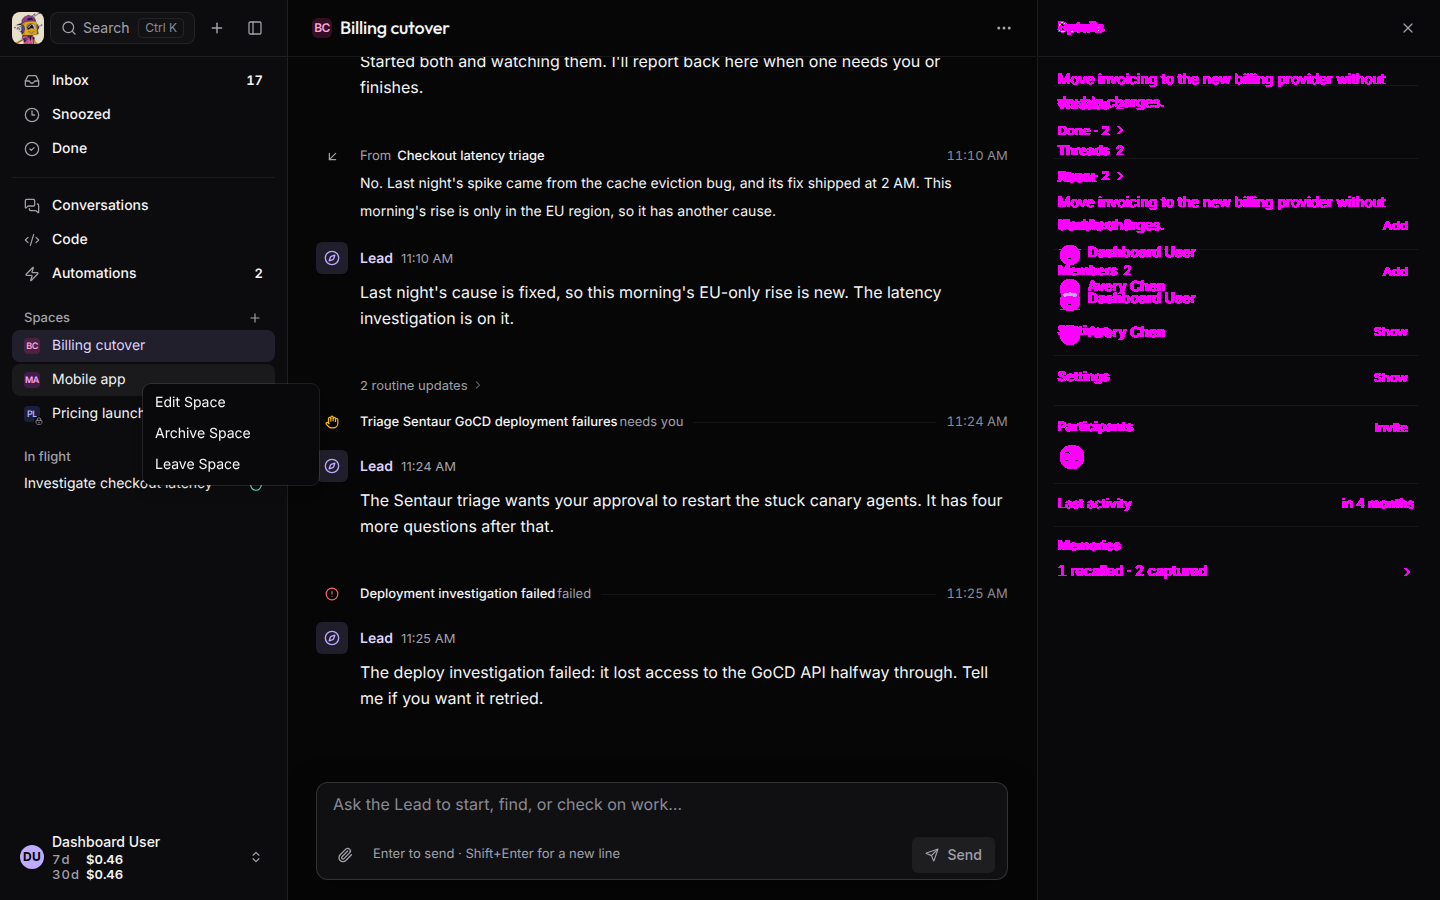 Search Ctrl K
Inbox 17
Snoozed
Done
Conversations
Code
Automations 2
Spaces
BC Billing cutover
MA Mobile app
PL Pricing launch
Edit Space
Archive Space
Leave Space
In flight
Investigate checkout latency
DU Dashboard User
7d $0.46
30d $0.46
BC Billing cutover
Started both and watching them. I'll report back here when one needs you or
finishes.
From Checkout latency triage 11:10 AM
No. Last night's spike came from the cache eviction bug, and its fix shipped at 2 AM. This
morning's rise is only in the EU region, so it has another cause.
Lead 11:10 AM
Last night's cause is fixed, so this morning's EU-only rise is new. The latency
investigation is on it.
2 routine updates
Triage Sentaur GoCD deployment failures needs you 11:24 AM
Lead 11:24 AM
The Sentaur triage wants your approval to restart the stuck canary agents. It has four
more questions after that.
Deployment investigation failed failed 11:25 AM
Lead 11:25 AM
The deploy investigation failed: it lost access to the GoCD API halfway through. Tell
me if you want it retried.
Ask the Lead to start, find, or check on work...
Enter to send · Shift+Enter for a new line
Send
Move invoicing to the new billing provider without
charges.
Done · 2
Threads 2
2
Move invoicing to the new billing provider without
charges.
Add
Dashboard User
Members 2 Add
Avery Chen
Dashboard User
Avery Chen Show
Settings Show
Participants Invite
Last activity in 4 months
Memories
1 recalled · 2 captured